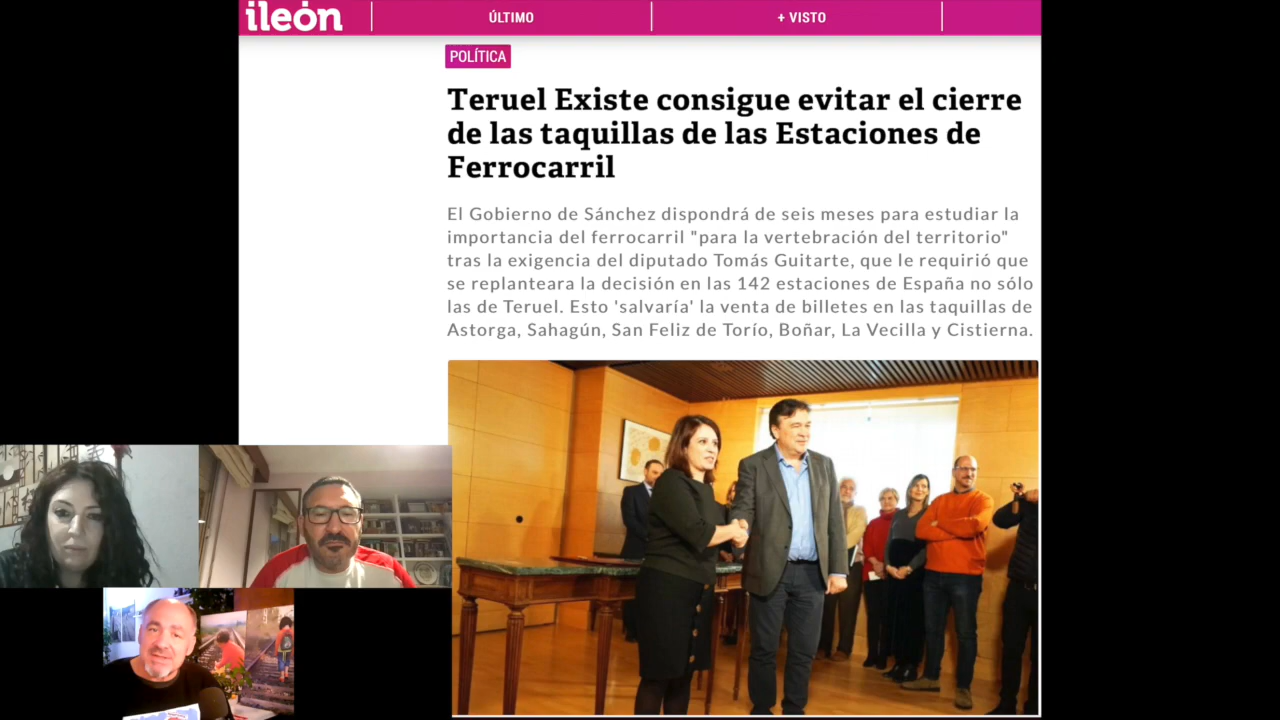 ileón
ÚLTIMO
+ VISTO
POLÍTICA
Teruel Existe consigue evitar el cierre
de las taquillas de las Estaciones de
Ferrocarril
El Gobierno de Sánchez dispondrá de seis meses para estudiar la
importancia del ferrocarril "para la vertebración del territorio"
tras la exigencia del diputado Tomás Guitarte, que le requirió que
se replanteara la decisión en las 142 estaciones de España no sólo
las de Teruel. Esto 'salvaría' la venta de billetes en las taquillas de
Astorga, Sahagún, San Feliz de Torío, Boñar, La Vecilla y Cistierna.